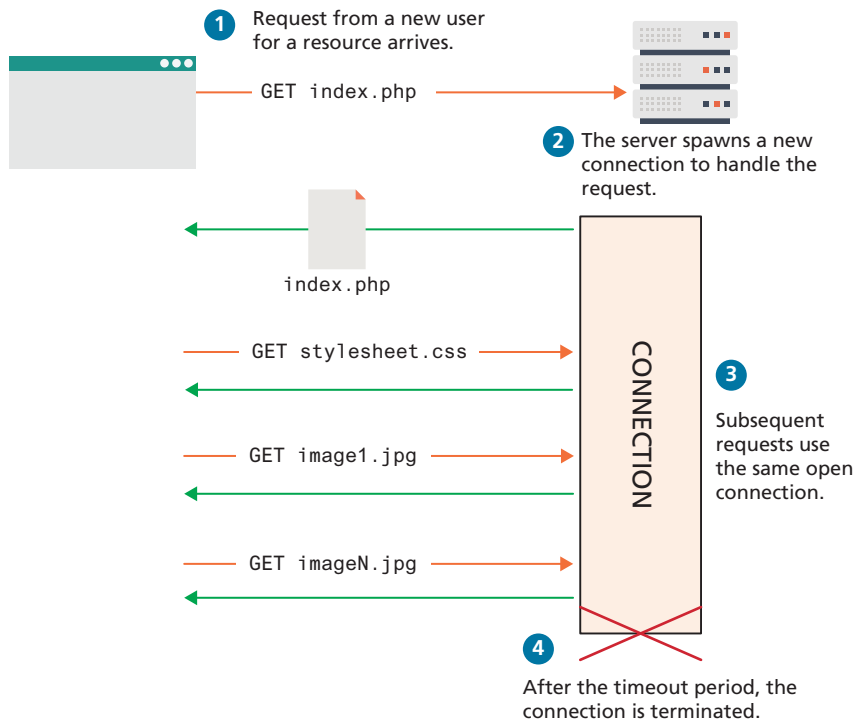 1
Request from a new user
for a resource arrives.
GET index.php
2
The server spawns a new
connection to handle the
request.
index.php
GET stylesheet.css
CONNECTION
3
Subsequent
requests use
the same open
connection.
GET image1.jpg
GET imageN.jpg
4
After the timeout period, the
connection is terminated.